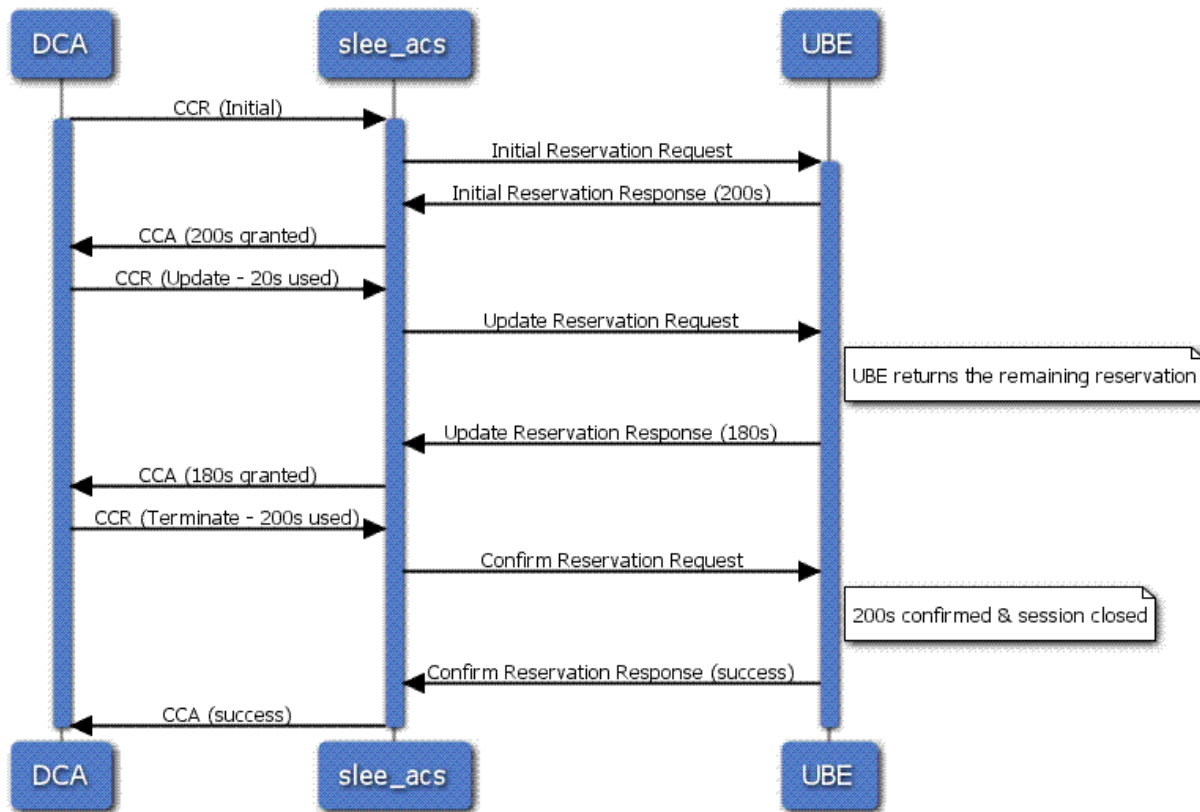 DCA
slee_acs
UBE
CCR (Initial)
Initial Reservation Request
Initial Reservation Response (200s)
CCA (200s granted)
CCR (Update - 20s used)
Update Reservation Request
UBE returns the remaining reservation
Update Reservation Response (180s)
CCA (180s granted)
CCR (Terminate - 200s used)
Confirm Reservation Request
200s confirmed & session closed
Confirm Reservation Response (success)
CCA (success)
DCA
slee_acs
UBE